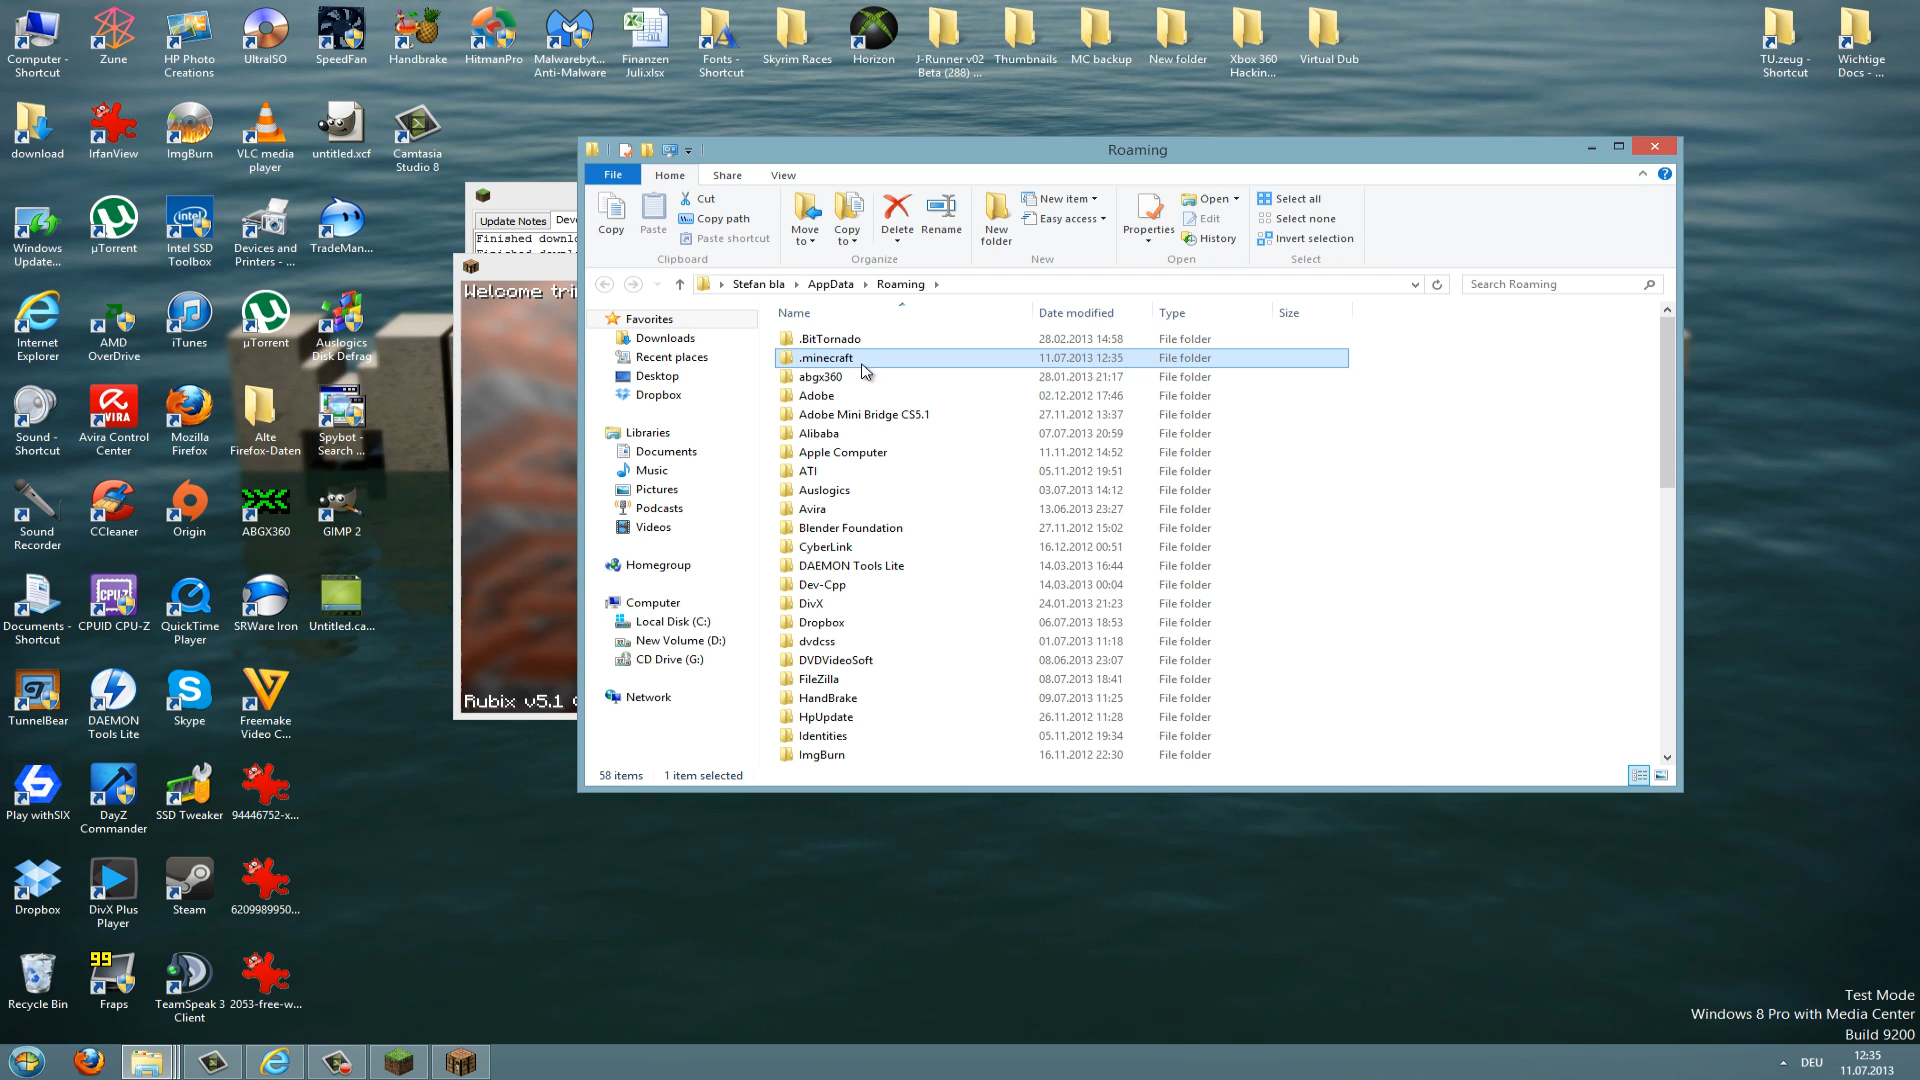 Computer -
Shortcut
Zune
HP Photo
Creations
UltraISO
SpeedFan
Handbrake
HitmanPro
Malwarebyt...
Anti-Malware
Finanzen
Juli.xlsx
Fonts -
Shortcut
Skyrim Races
Horizon
J-Runner v02
Beta (288) ...
Thumbnails
MC backup
New folder
Xbox 360
Hackin...
Virtual Dub
TU.zeug -
Shortcut
Wichtige
Docs - ...
download
IrfanView
ImgBurn
VLC media
player
untitled.xcf
Camtasia
Studio 8
Windows
Update...
µTorrent
intel
Intel SSD
Toolbox
Devices and
Printers - ...
TradeMan...
Internet
Explorer
AMD
OverDrive
iTunes
µTorrent
Auslogics
Disk Defrag
Sound -
Shortcut
AVIRA
Avira Control
Center
Mozilla
Firefox
Alte
Firefox-Daten
Spybot -
Search ...
Sound
Recorder
CCleaner
Origin
ABGX360
GIMP 2
Documents -
Shortcut
CPU-Z
CPUID CPU-Z
QuickTime
Player
SRWare Iron
Untitled.ca...
TunnelBear
DAEMON
Tools Lite
Skype
Freemake
Video C...
Play withSIX
DayZ
Commander
SSD Tweaker
94446752-x...
Dropbox
DivX Plus
Player
Steam
6209989950...
Recycle Bin
99
Fraps
TeamSpeak 3
Client
2053-free-w...
Update Notes
Deve
Finished downlo
Welcome tri
Rubix v5.1
Roaming
File
Home
Share
View
Copy
Paste
Cut
Copy path
Paste shortcut
Clipboard
Move
to
Copy
to
Delete
Rename
Organize
New
folder
New item
Easy access
New
Properties
Open
Edit
History
Open
Select all
Select none
Invert selection
Select
Stefan bla
AppData
Roaming
Search Roaming
Favorites
Downloads
Recent places
Desktop
Dropbox
Libraries
Documents
Music
Pictures
Podcasts
Videos
Homegroup
Computer
Local Disk (C:)
New Volume (D:)
CD Drive (G:)
Network
Name Date modified Type Size
.BitTornado 28.02.2013 14:58 File folder
.minecraft 11.07.2013 12:35 File folder
abgx360 28.01.2013 21:17 File folder
Adobe 02.12.2012 17:46 File folder
Adobe Mini Bridge CS5.1 27.11.2012 13:37 File folder
Alibaba 07.07.2013 20:59 File folder
Apple Computer 11.11.2012 14:52 File folder
ATI 05.11.2012 19:51 File folder
Auslogics 03.07.2013 14:12 File folder
Avira 13.06.2013 23:27 File folder
Blender Foundation 27.11.2012 15:02 File folder
CyberLink 16.12.2012 00:51 File folder
DAEMON Tools Lite 14.03.2013 16:44 File folder
Dev-Cpp 14.03.2013 00:04 File folder
DivX 24.01.2013 21:23 File folder
Dropbox 06.07.2013 18:53 File folder
dvdcss 01.07.2013 11:18 File folder
DVDVideoSoft 08.06.2013 23:07 File folder
FileZilla 08.07.2013 18:41 File folder
HandBrake 09.07.2013 11:25 File folder
HpUpdate 26.11.2012 11:28 File folder
Identities 05.11.2012 19:34 File folder
ImgBurn 16.11.2012 22:30 File folder
58 items 1 item selected
Test Mode
Windows 8 Pro with Media Center
Build 9200
DEU
12:35
11.07.2013